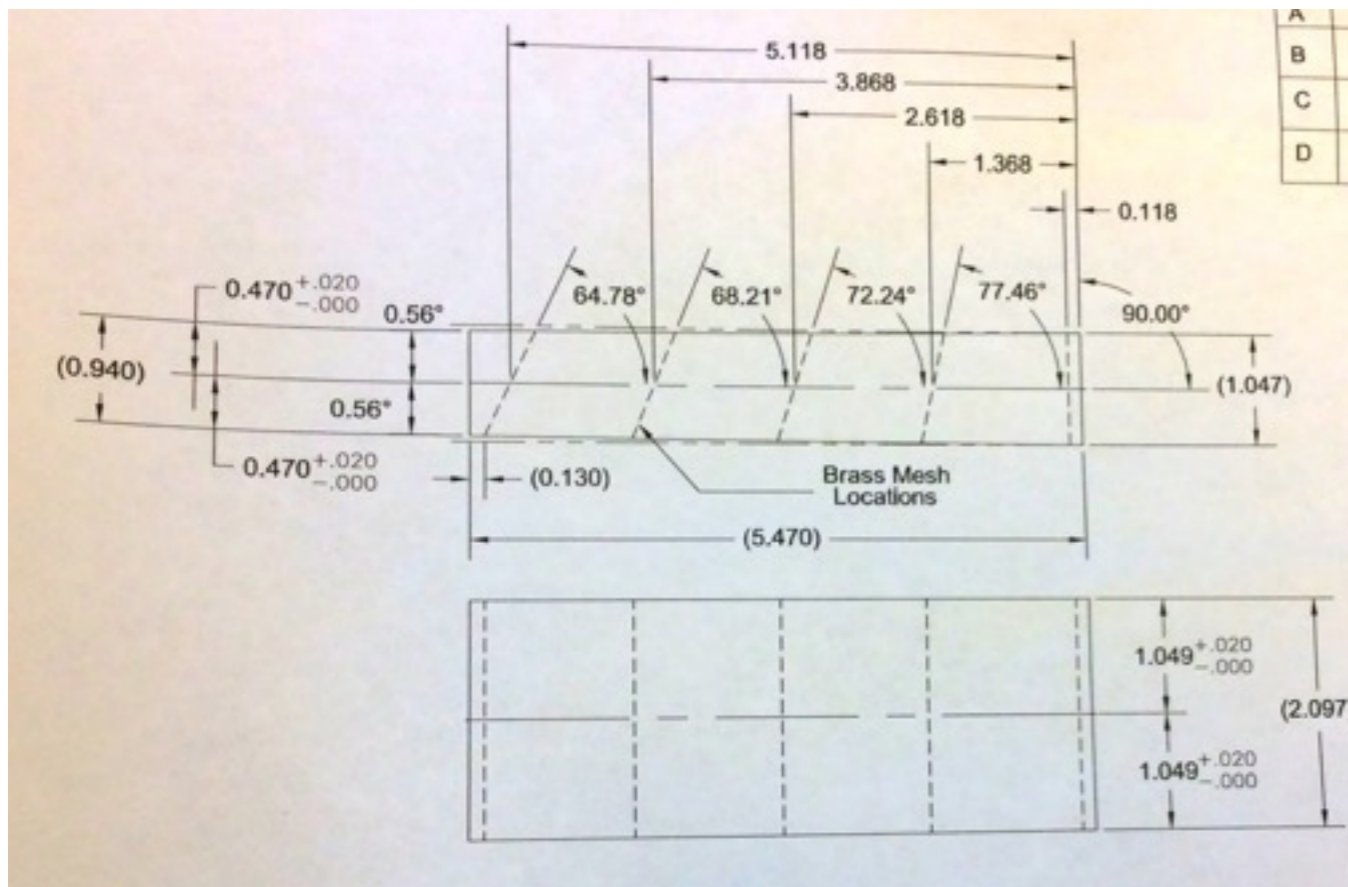 A
B
C
D
5.118
3.868
2.618
1.368
0.118
0.470 +.020 -.000
0.56°
64.78°
68.21°
72.24°
77.46°
90.00°
(0.940)
(1.047)
0.56°
0.470 +.020 -.000
(0.130)
Brass Mesh
Locations
(5.470)
1.049 +.020 -.000
(2.097
1.049 +.020 -.000